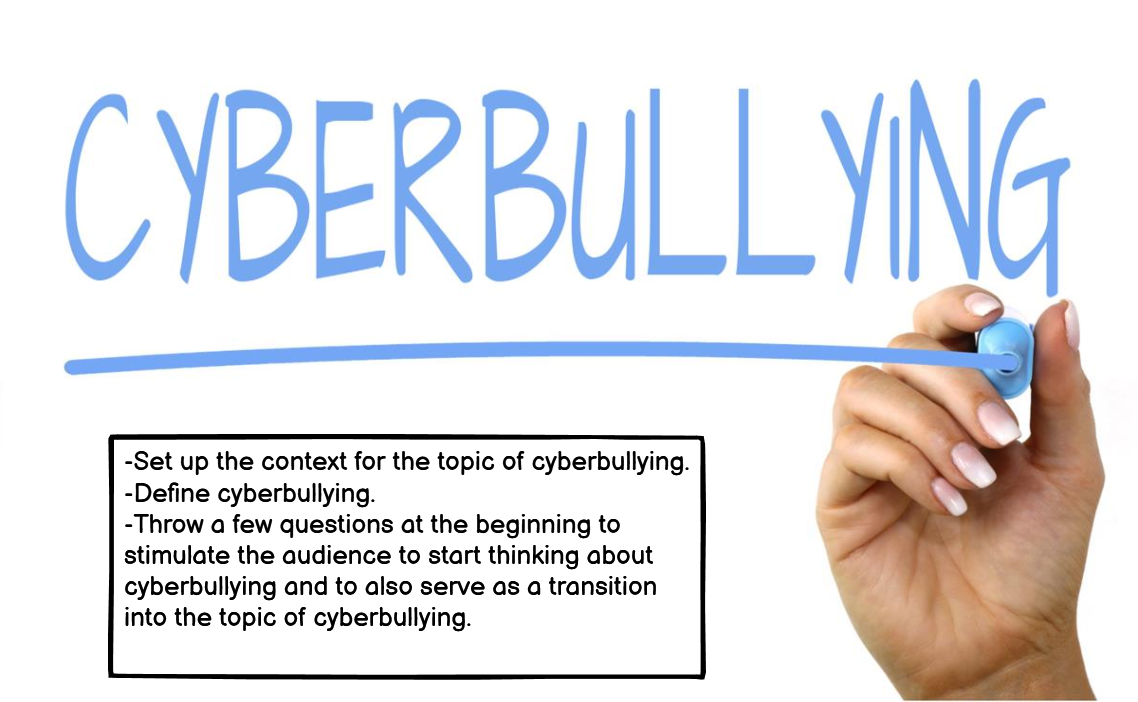 CYBERBULLYING
-Set up the context for the topic of cyberbullying.
-Define cyberbullying.
-Throw a few questions at the beginning to
stimulate the audience to start thinking about
cyberbullying and to also serve as a transition
into the topic of cyberbullying.